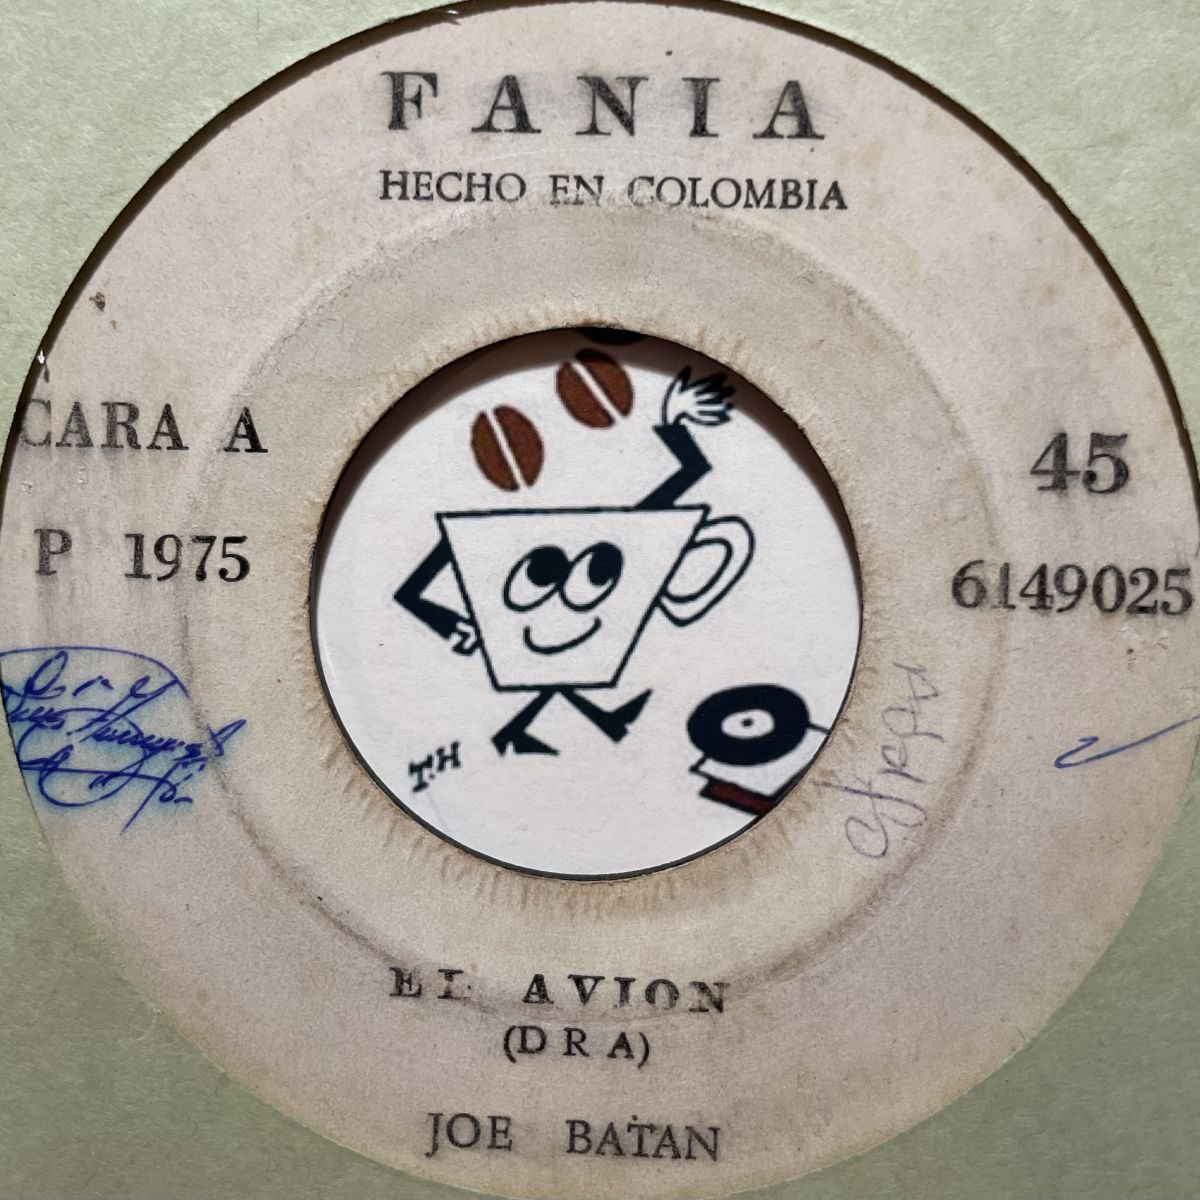 FANIA
HECHO EN COLOMBIA
CARA A
45
P 1975
6149025
T.H
EL AVION
(DRA)
JOE BATAN